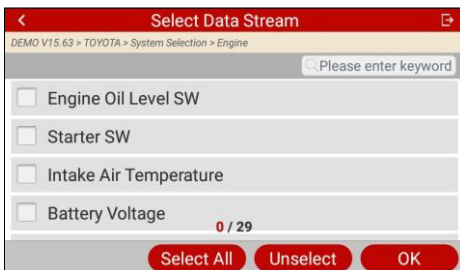 Select Data Stream
DEMO V15.63 > TOYOTA > System Selection > Engine
Please enter keyword
Engine Oil Level SW
Starter SW
Intake Air Temperature
Battery Voltage
0 / 29
Select All Unselect OK